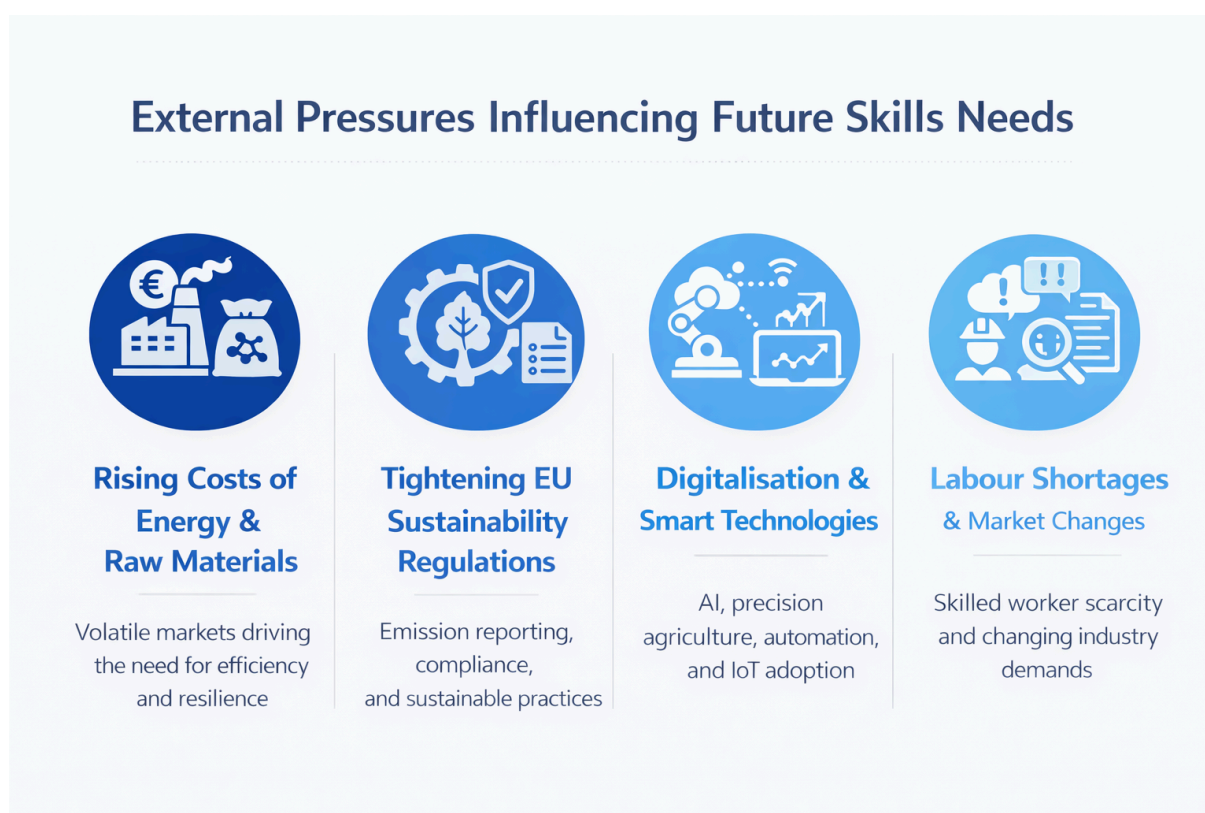 External Pressures Influencing Future Skills Needs
€
Rising Costs of
Energy &
Raw Materials
Volatile markets driving
the need for efficiency
and resilience
Tightening EU
Sustainability
Regulations
Emission reporting,
compliance,
and sustainable practices
Digitalisation &
Smart Technologies
AI, precision
agriculture, automation,
and IoT adoption
!
!!
Labour Shortages
& Market Changes
Skilled worker scarcity
and changing industry
demands